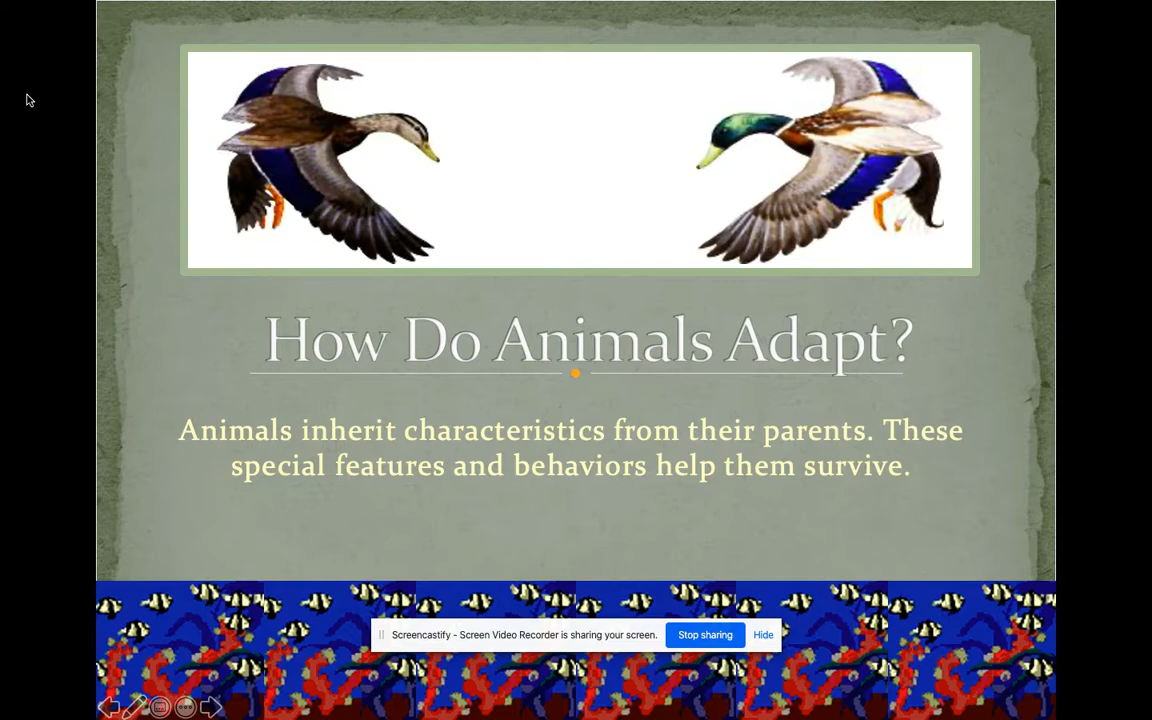 How Do Animals Adapt?
Animals inherit characteristics from their parents. These
special features and behaviors help them survive.
Screencastify - Screen Video Recorder is sharing your screen. Stop sharing Hide